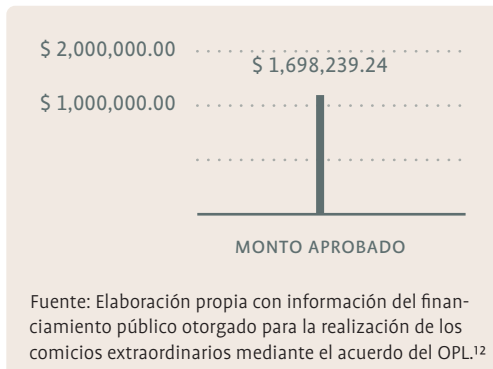 $ 2,000,000.00
$ 1,698,239.24
$ 1,000,000.00
MONTO APROBADO
Fuente: Elaboración propia con información del finan-
ciamiento público otorgado para la realización de los
comicios extraordinarios mediante el acuerdo del OPL.¹²